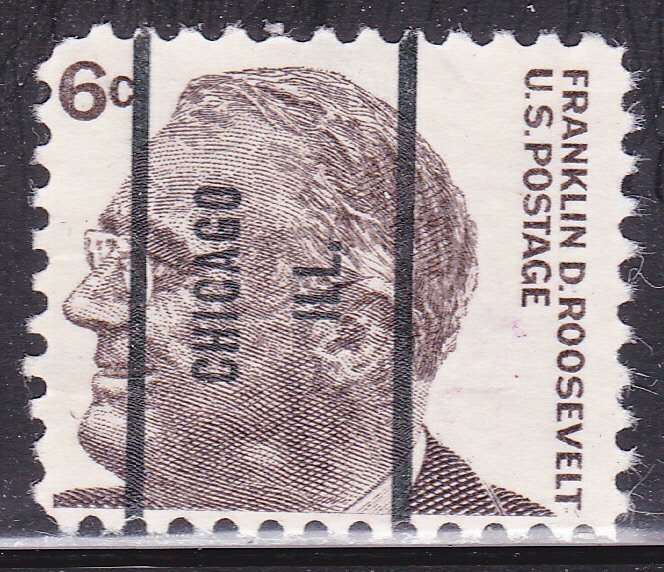 6c
FRANKLIN D. ROOSEVELT
U.S. POSTAGE
CHICAGO
ILL.